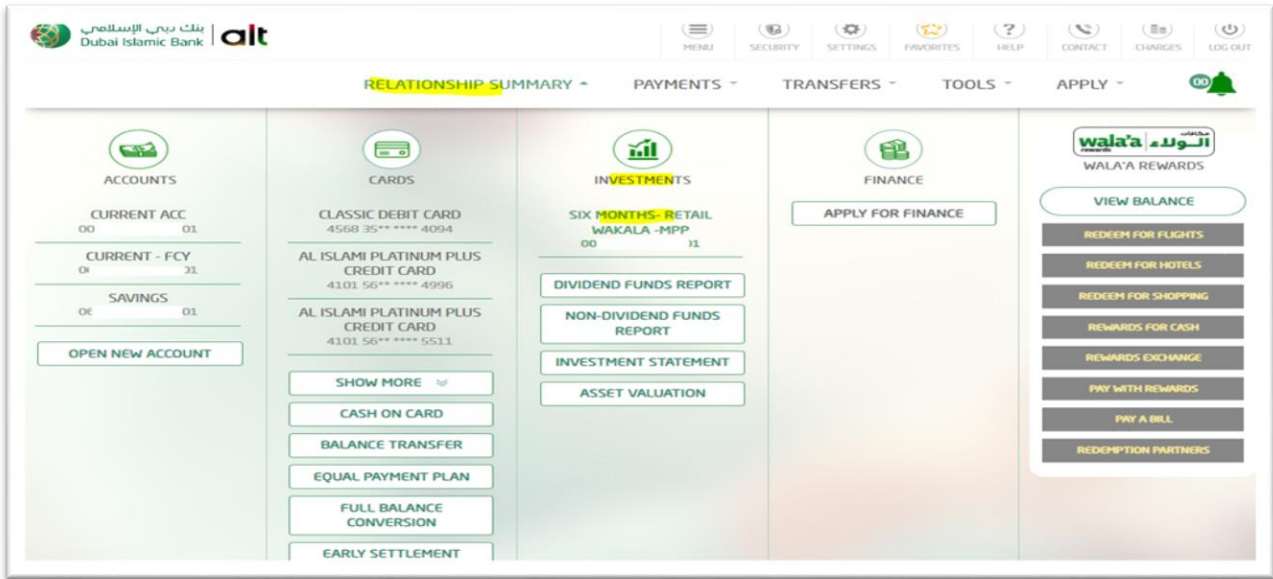 بنك دبي الإسلامي
Dubai Islamic Bank
alt
MENU SECURITY SETTINGS FAVORITES HELP CONTACT CHARGES LOG OUT
RELATIONSHIP SUMMARY PAYMENTS TRANSFERS TOOLS APPLY 00
ACCOUNTS
CURRENT ACC
00 01
CURRENT - FCY
01
SAVINGS
01
OPEN NEW ACCOUNT
CARDS
CLASSIC DEBIT CARD
4568 35** **** 4094
AL ISLAMI PLATINUM PLUS
CREDIT CARD
4101 56** **** 4996
AL ISLAMI PLATINUM PLUS
CREDIT CARD
4101 56** **** 5511
SHOW MORE
CASH ON CARD
BALANCE TRANSFER
EQUAL PAYMENT PLAN
FULL BALANCE
CONVERSION
EARLY SETTLEMENT
INVESTMENTS
SIX MONTHS- RETAIL
WAKALA -MPP
00 01
DIVIDEND FUNDS REPORT
NON-DIVIDEND FUNDS
REPORT
INVESTMENT STATEMENT
ASSET VALUATION
FINANCE
APPLY FOR FINANCE
wala'a الولاء
rewards مكافآت
WALA'A REWARDS
VIEW BALANCE
REDEEM FOR FLIGHTS
REDEEM FOR HOTELS
REDEEM FOR SHOPPING
REWARDS FOR CASH
REWARDS EXCHANGE
PAY WITH REWARDS
PAY A BILL
REDEMPTION PARTNERS